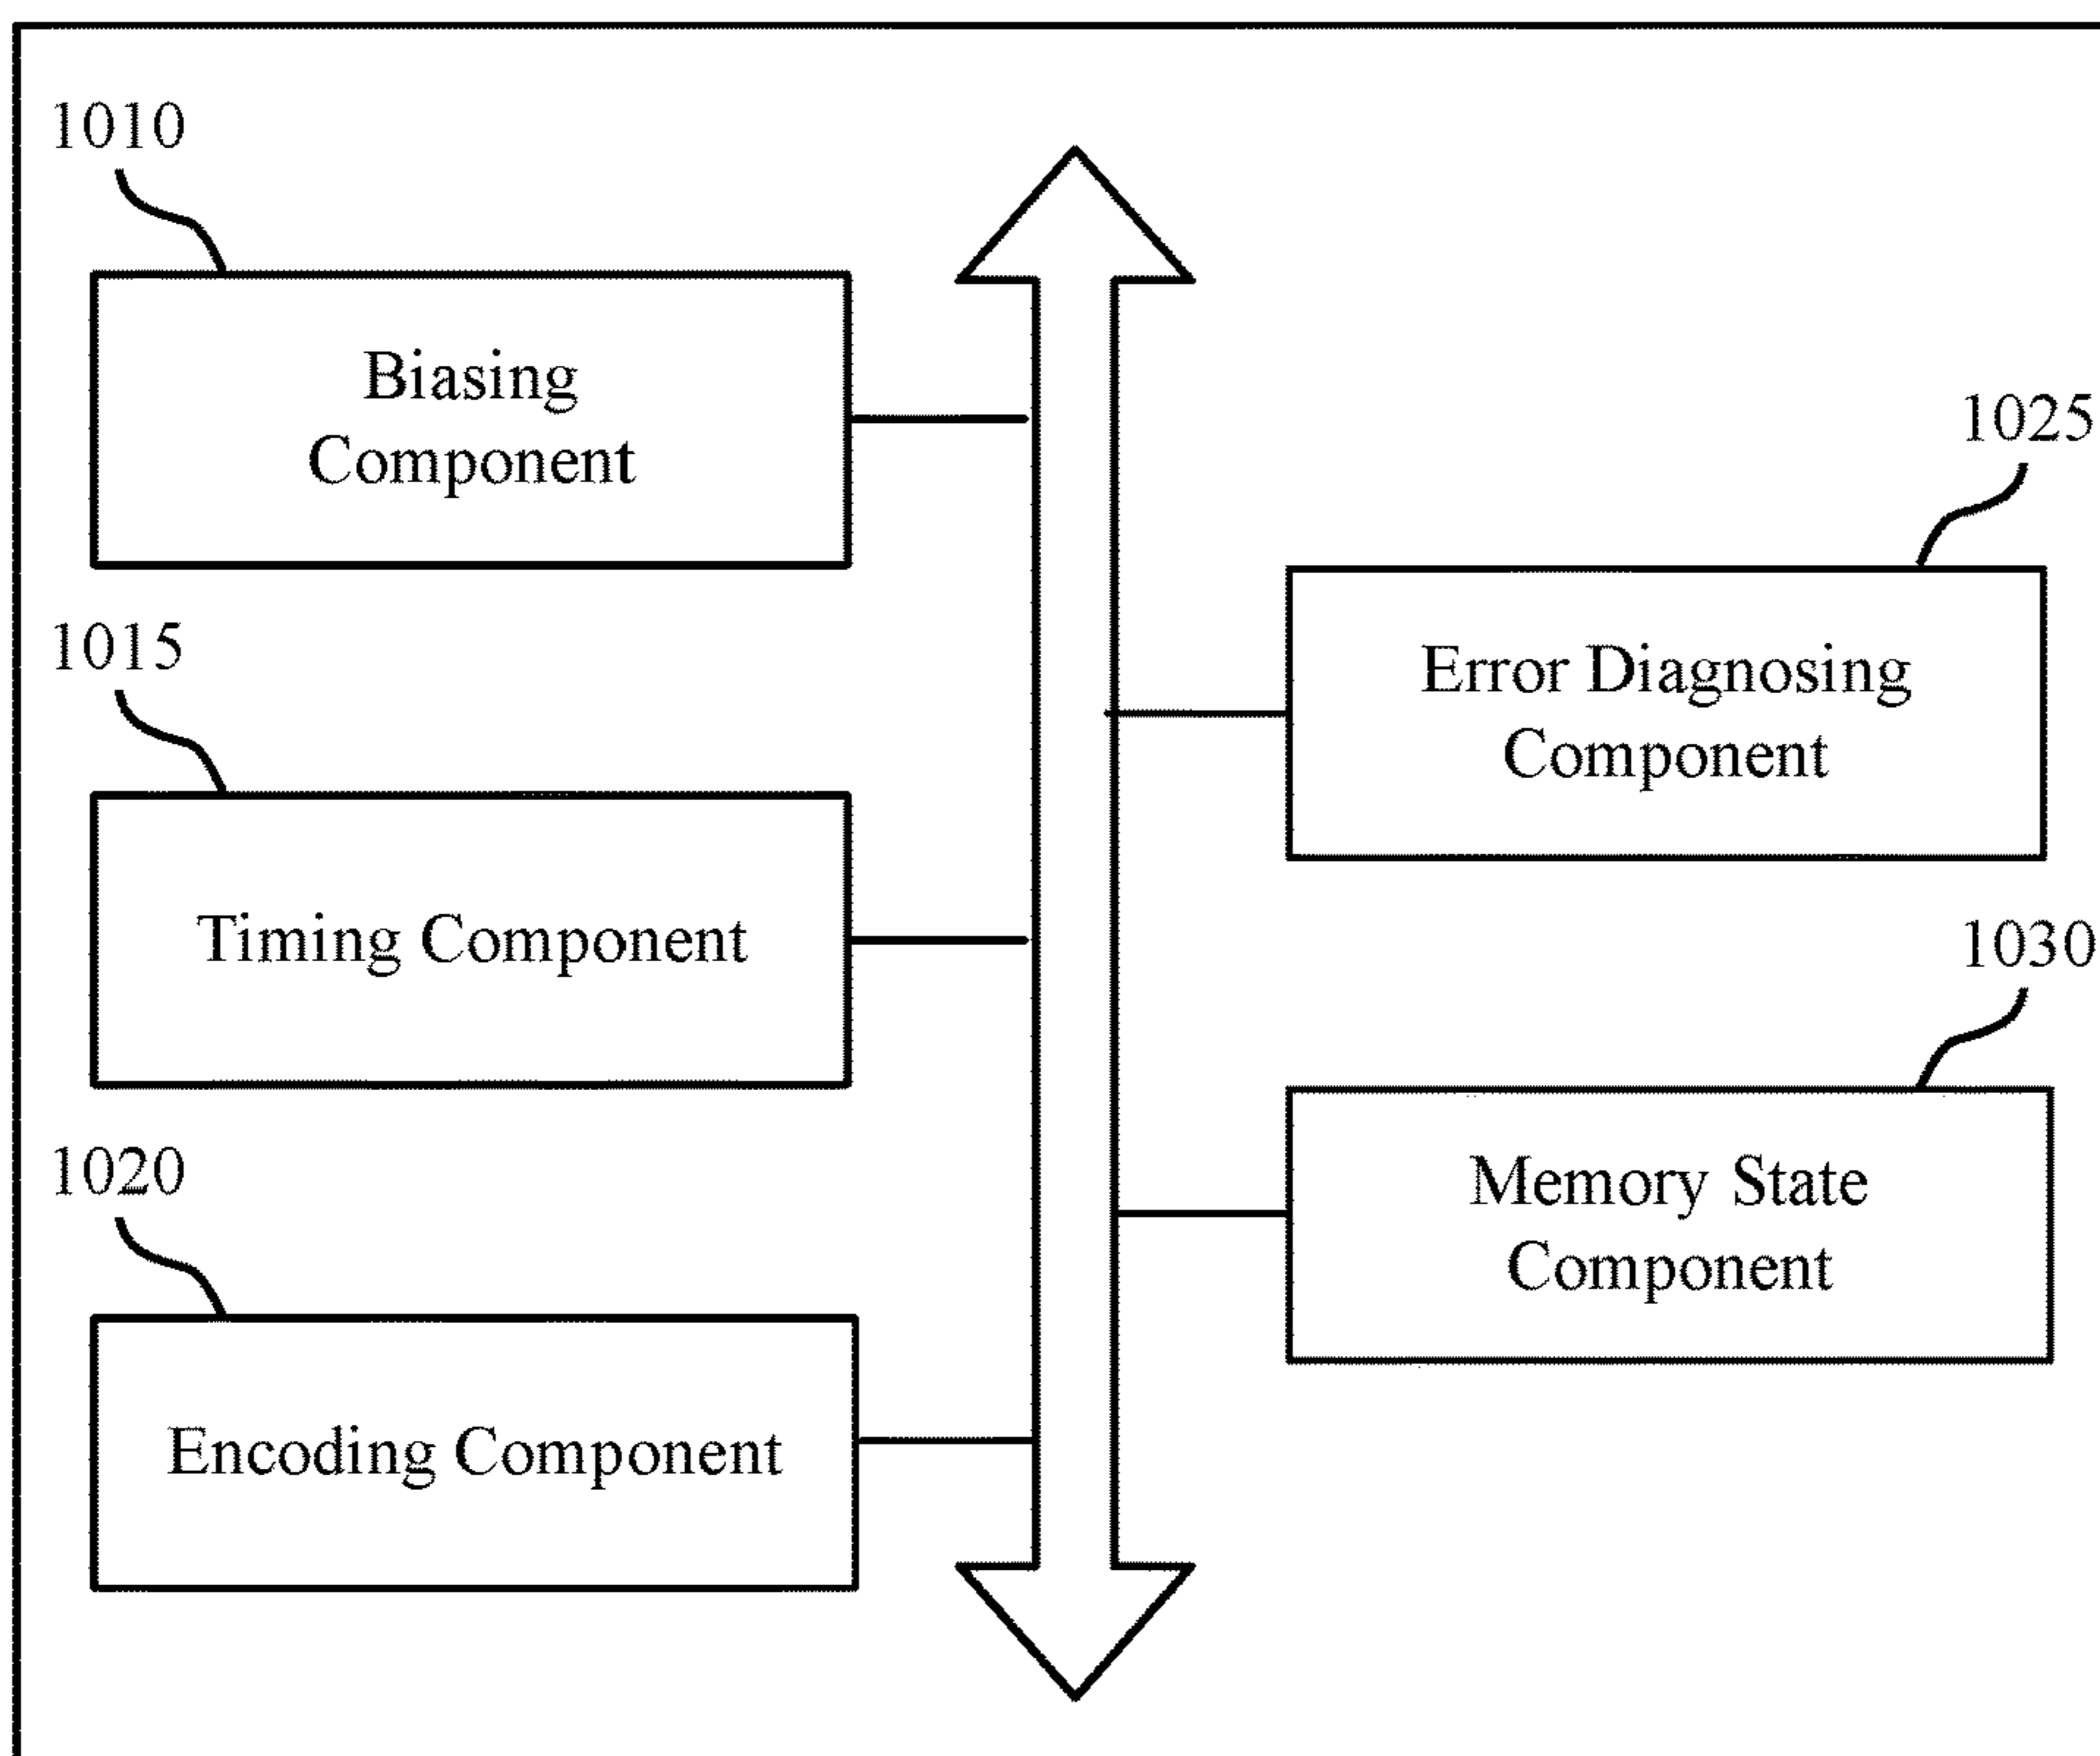 1010
Biasing
Component
1015
Timing Component
1020
Encoding Component
1025
Error Diagnosing
Component
1030
Memory State
Component